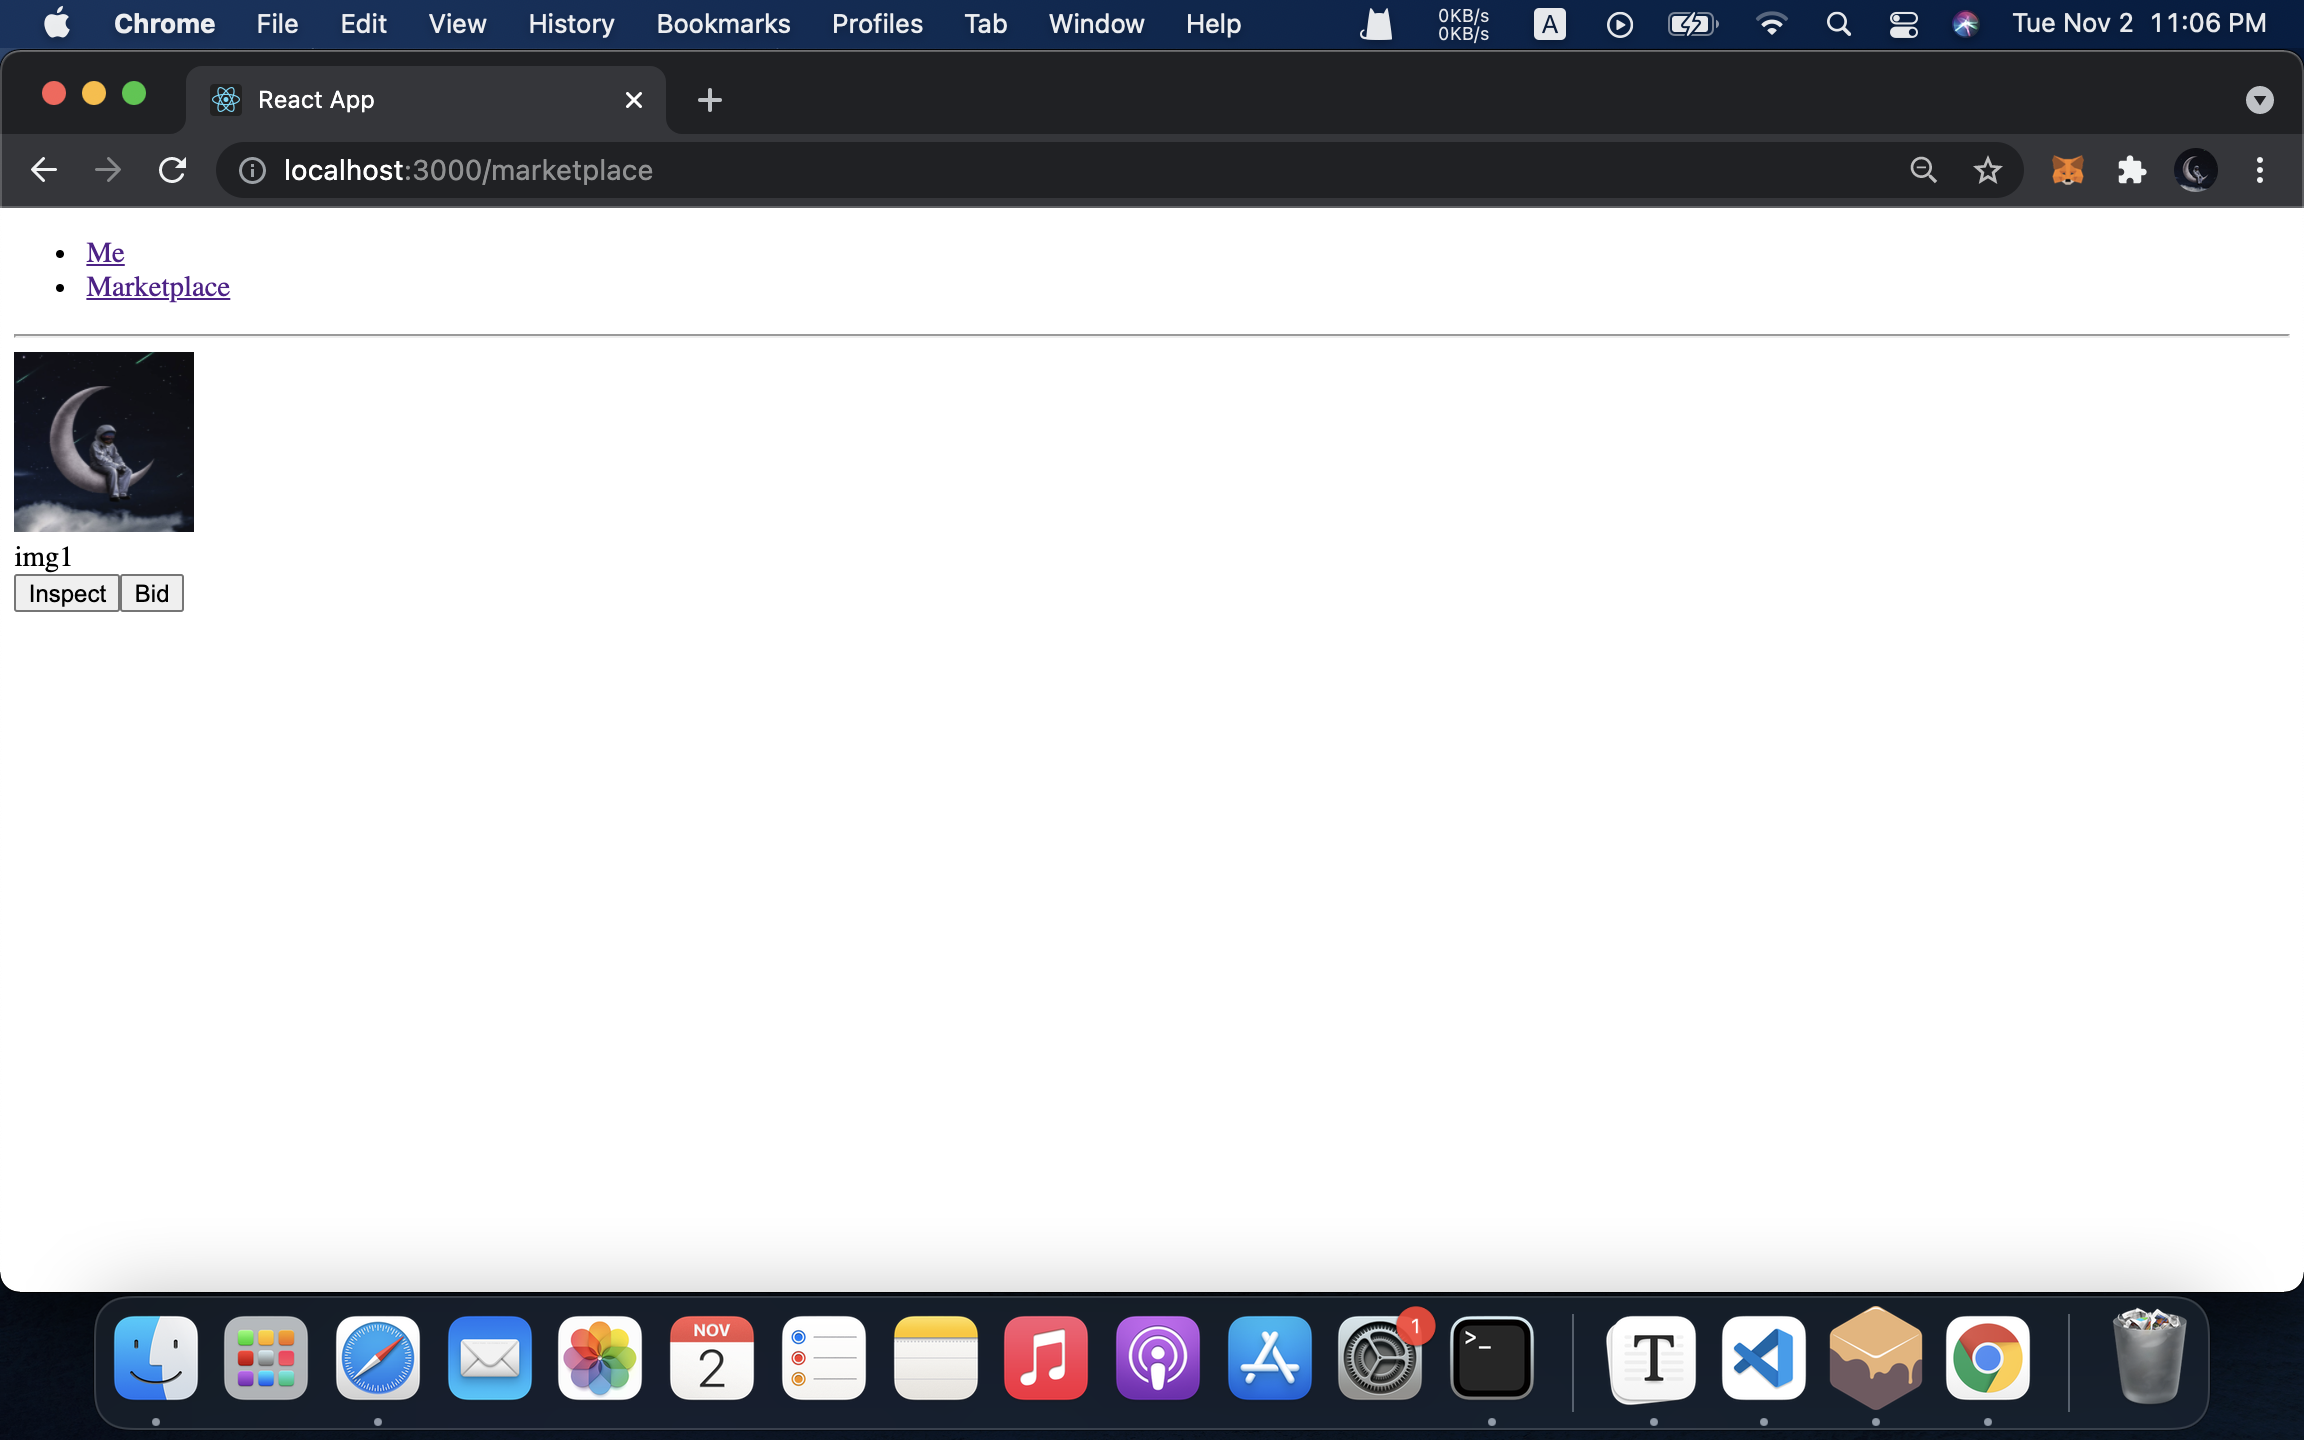 Chrome File Edit View History Bookmarks Profiles Tab Window Help 0KB/s 0KB/s A Tue Nov 2 11:06 PM
React App
localhost:3000/marketplace
Me
Marketplace
img1
Inspect Bid
NOV 2 1 >_ T